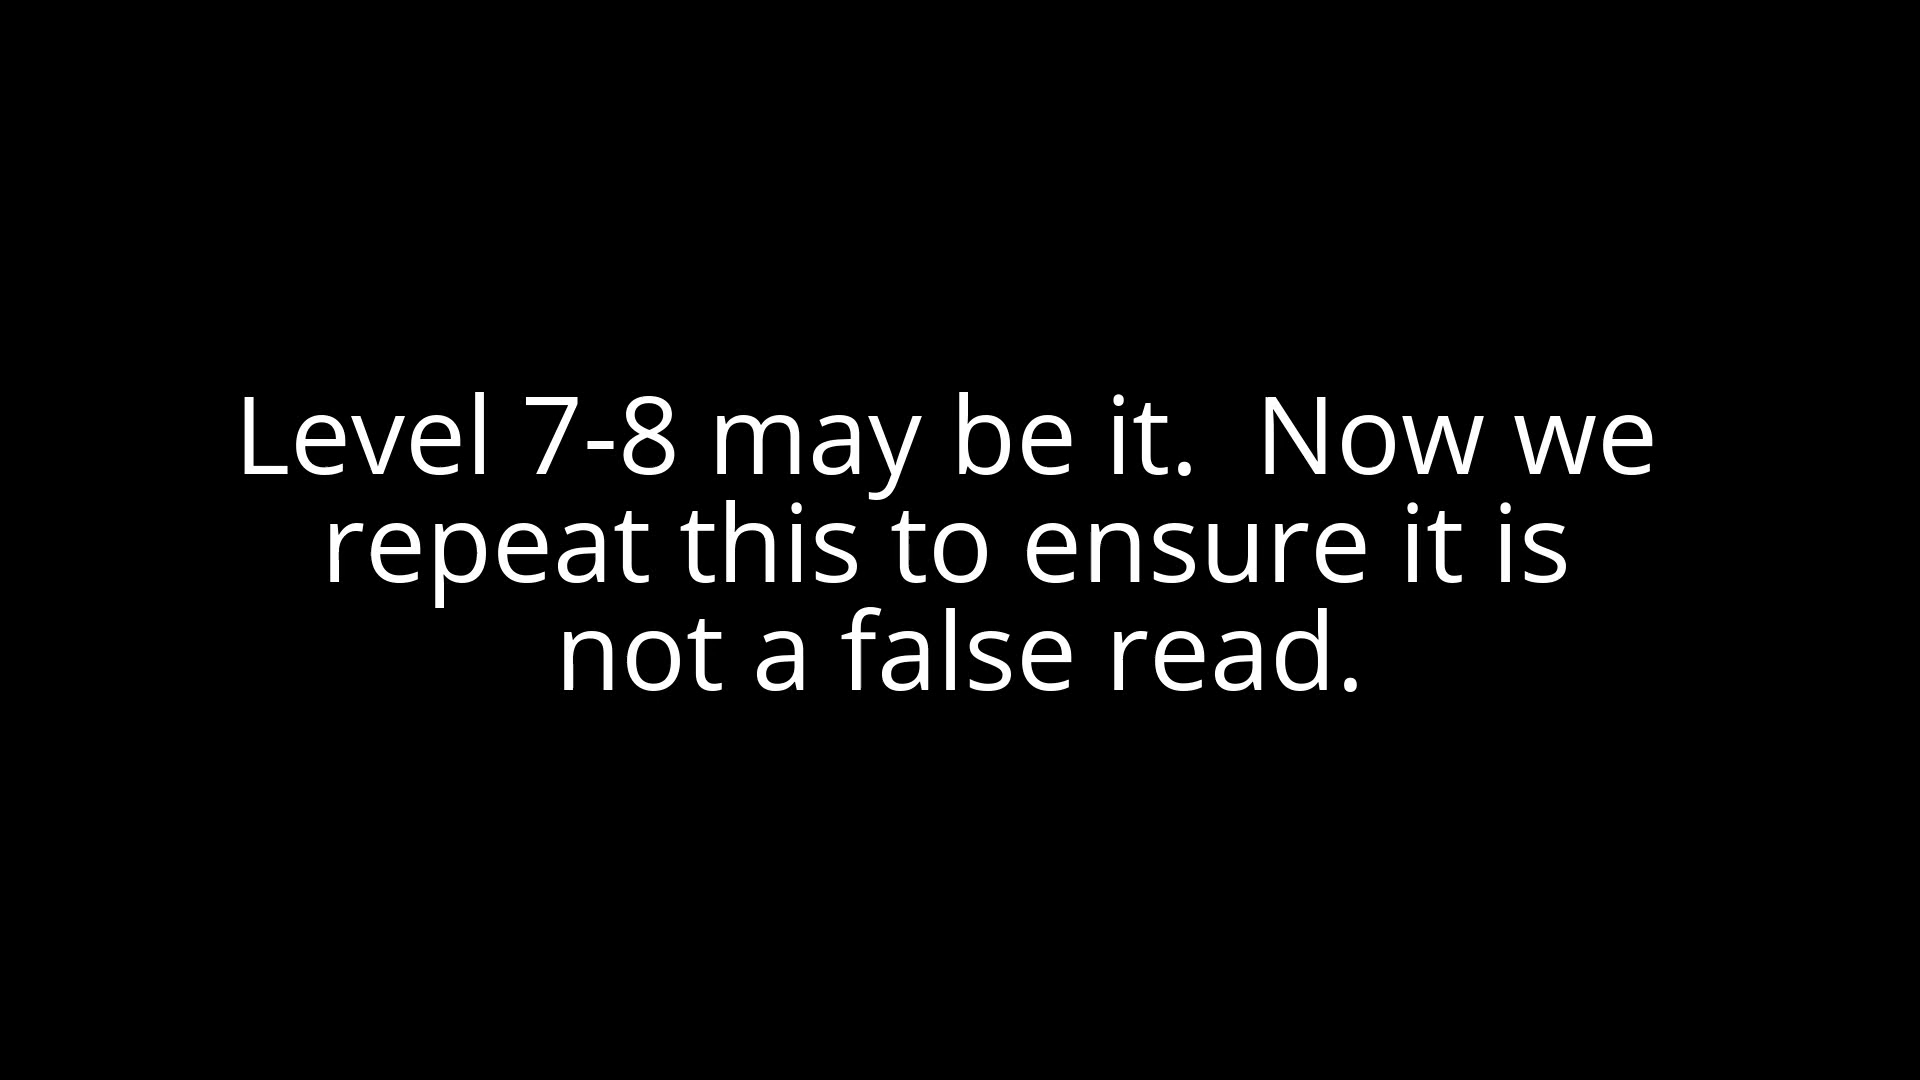 Level 7-8 may be it.  Now we
repeat this to ensure it is
not a false read.